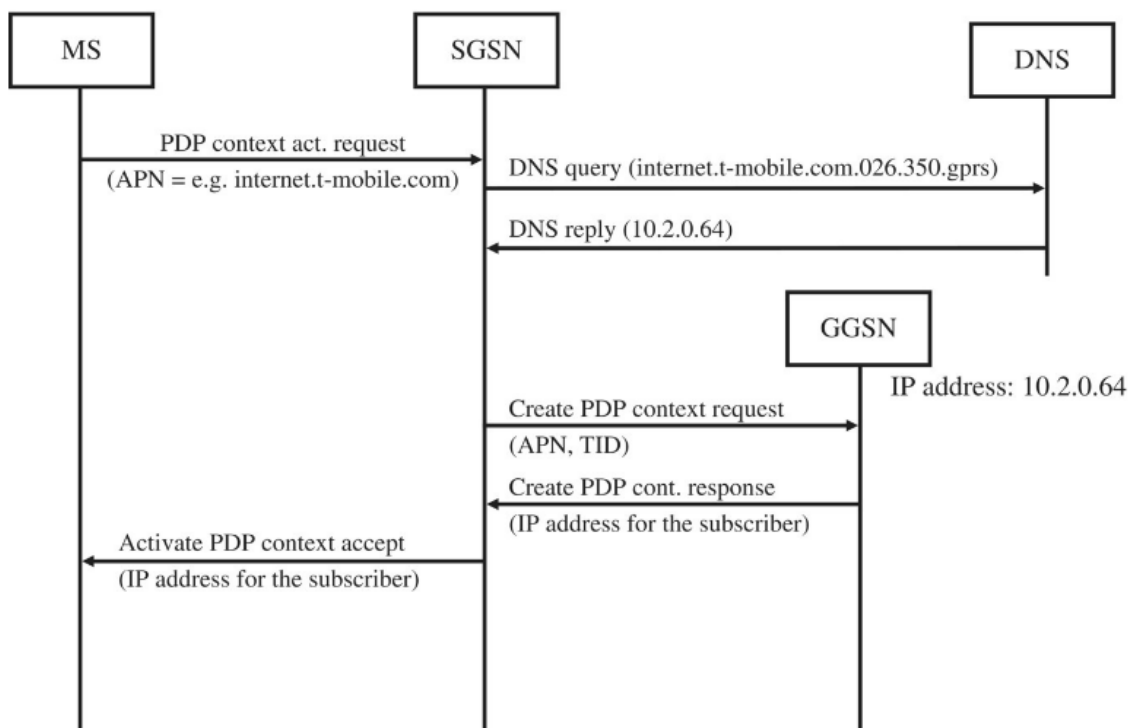 MS
SGSN
DNS
PDP context act. request
(APN = e.g. internet.t-mobile.com)
DNS query (internet.t-mobile.com.026.350.gprs)
DNS reply (10.2.0.64)
GGSN
IP address: 10.2.0.64
Create PDP context request
(APN, TID)
Create PDP cont. response
(IP address for the subscriber)
Activate PDP context accept
(IP address for the subscriber)